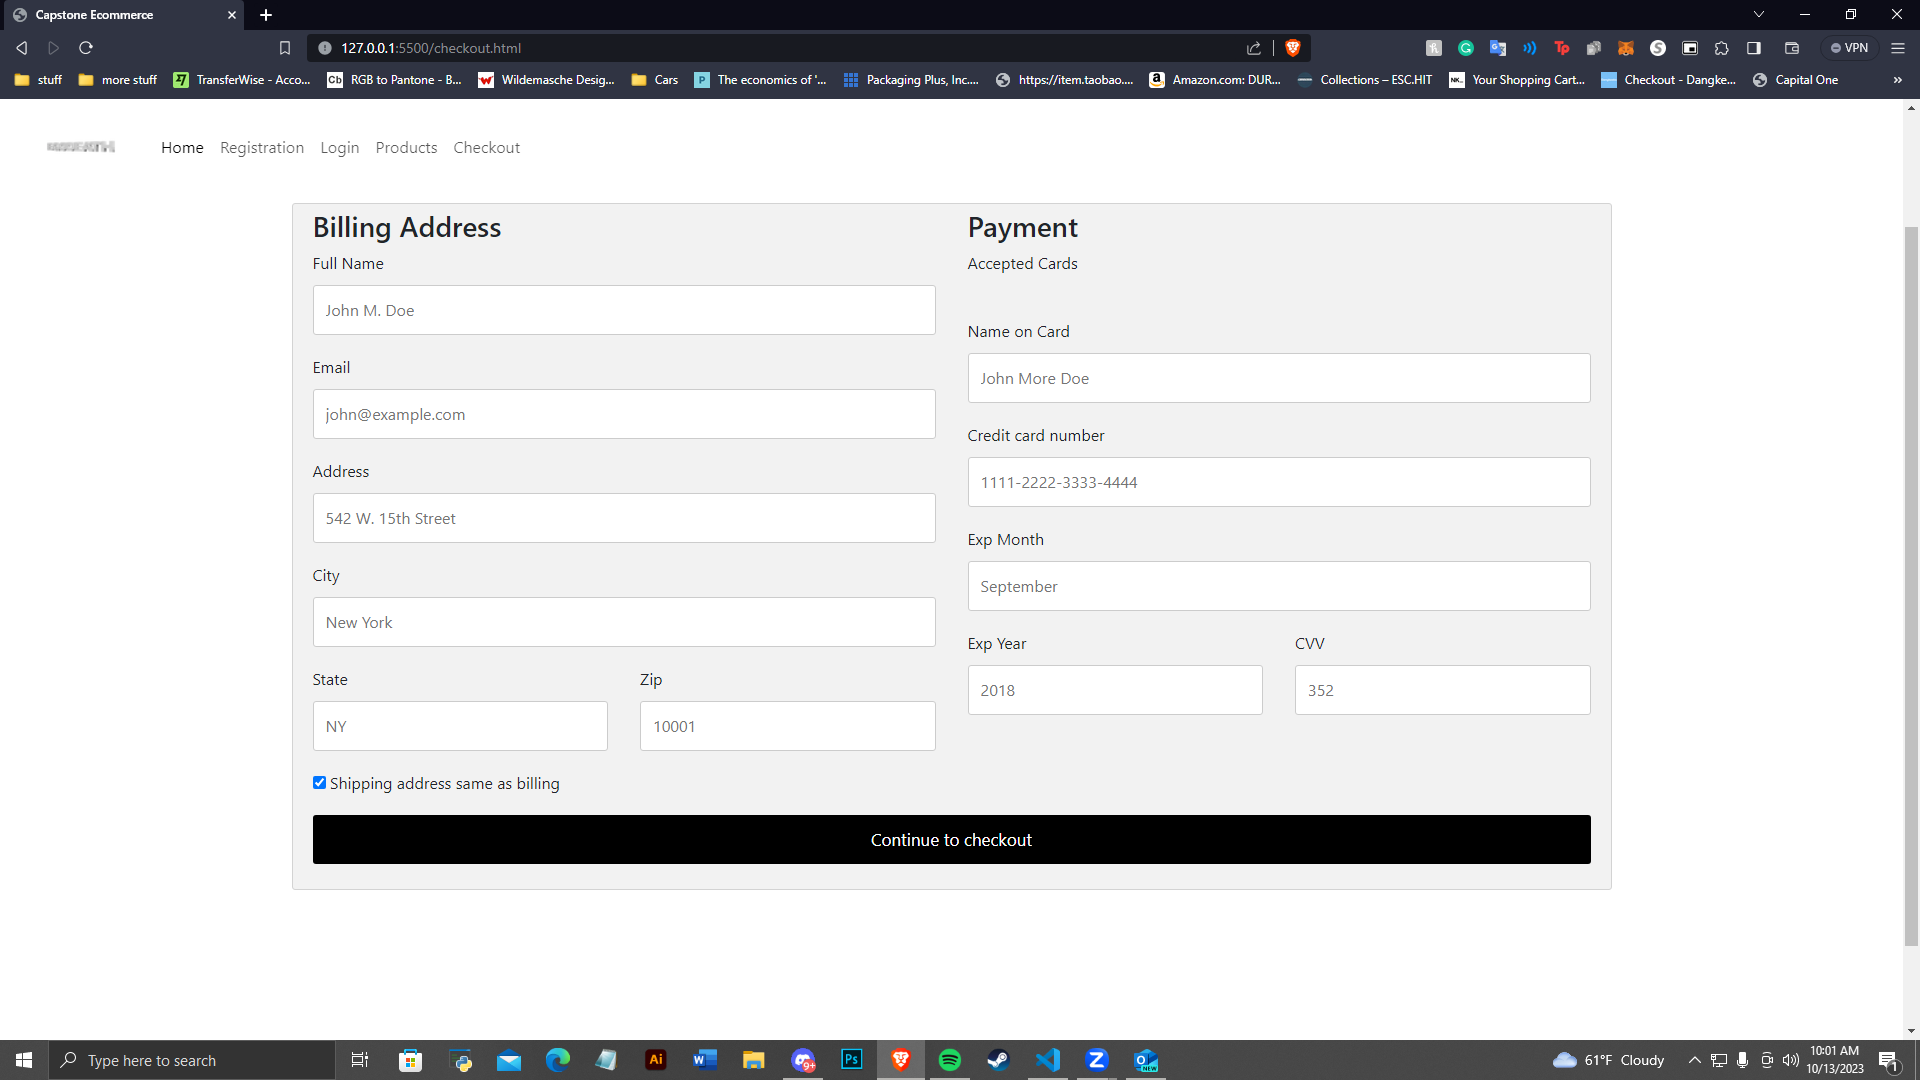 Capstone Ecommerce
127.0.0.1:5500/checkout.html
VPN
stuff
more stuff
TransferWise - Acco...
RGB to Pantone - B...
Wildemasche Desig...
Cars
The economics of '...
Packaging Plus, Inc....
https://item.taobao....
Amazon.com: DUR...
Collections – ESC.HIT
Your Shopping Cart...
Checkout - Dangke...
Capital One
Home
Registration
Login
Products
Checkout
Billing Address
Full Name
John M. Doe
Email
john@example.com
Address
542 W. 15th Street
City
New York
State
Zip
NY
10001
Shipping address same as billing
Payment
Accepted Cards
Name on Card
John More Doe
Credit card number
1111-2222-3333-4444
Exp Month
September
Exp Year
CVV
2018
352
Continue to checkout
Type here to search
61°F Cloudy
10:01 AM
10/13/2023